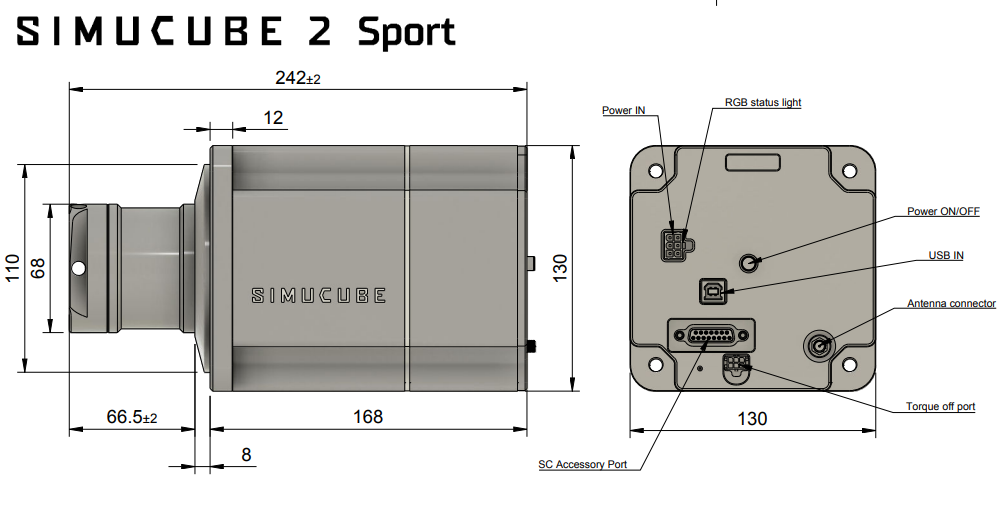 SIMUCUBE 2 Sport
242±2
12
Power IN
RGB status light
110
68
SIMUCUBE
130
Power ON/OFF
USB IN
Antenna connector
66.5±2
168
8
130
Torque off port
SC Accessory Port